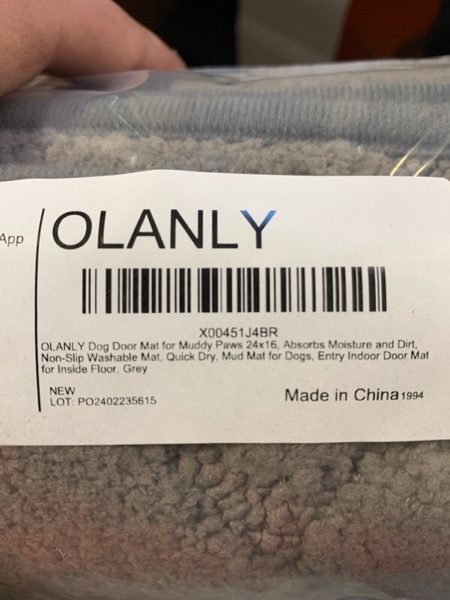 App
OLANLY
X00451J4BR
OLANLY Dog Door Mat for Muddy Paws 24x16, Absorbs Moisture and Dirt,
Non-Slip Washable Mat, Quick Dry, Mud Mat for Dogs, Entry Indoor Door Mat
for Inside Floor, Grey
NEW
LOT: PO2402235615
Made in China 1994